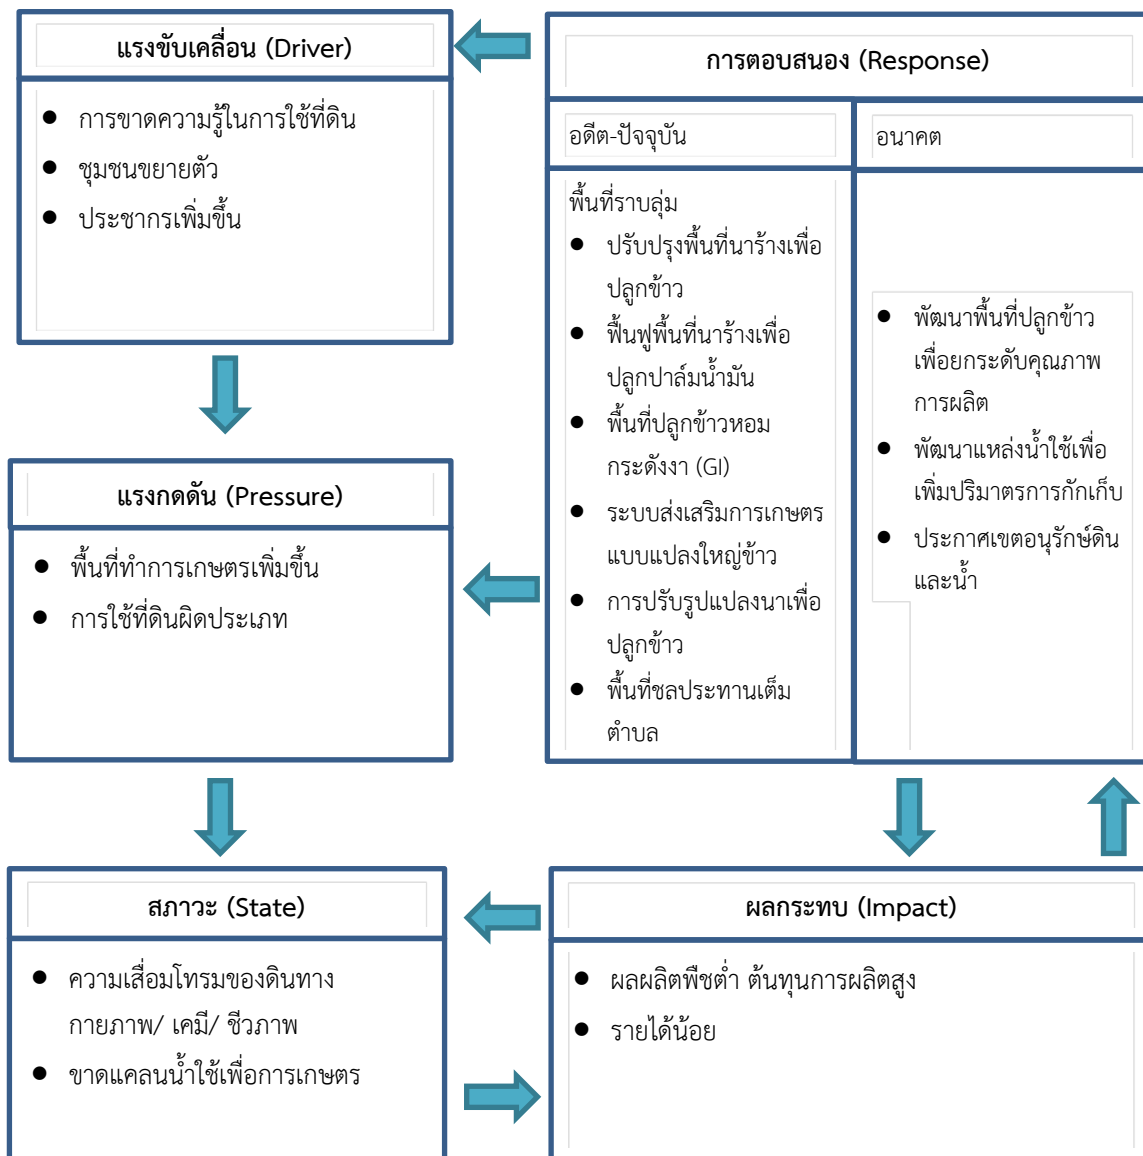 แรงขับเคลื่อน (Driver)
● การขาดความรู้ในการใช้ที่ดิน
● ชุมชนขยายตัว
● ประชากรเพิ่มขึ้น
การตอบสนอง (Response)
อดีต-ปัจจุบัน
พื้นที่ราบลุ่ม
● ปรับปรุงพื้นที่นาร้างเพื่อ
ปลูกข้าว
● ฟื้นฟูพื้นที่นาร้างเพื่อ
ปลูกปาล์มน้ำมัน
● พื้นที่ปลูกข้าวหอม
กระดังงา (GI)
● ระบบส่งเสริมการเกษตร
แบบแปลงใหญ่ข้าว
● การปรับรูปแปลงนาเพื่อ
ปลูกข้าว
● พื้นที่ชลประทานเต็ม
ตำบล
อนาคต
● พัฒนาพื้นที่ปลูกข้าว
เพื่อยกระดับคุณภาพ
การผลิต
● พัฒนาแหล่งน้ำใช้เพื่อ
เพิ่มปริมาตรการกักเก็บ
● ประกาศเขตอนุรักษ์ดิน
และน้ำ
แรงกดดัน (Pressure)
● พื้นที่ทำการเกษตรเพิ่มขึ้น
● การใช้ที่ดินผิดประเภท
สภาวะ (State)
● ความเสื่อมโทรมของดินทาง
กายภาพ/ เคมี/ ชีวภาพ
● ขาดแคลนน้ำใช้เพื่อการเกษตร
ผลกระทบ (Impact)
● ผลผลิตพืชต่ำ ต้นทุนการผลิตสูง
● รายได้น้อย